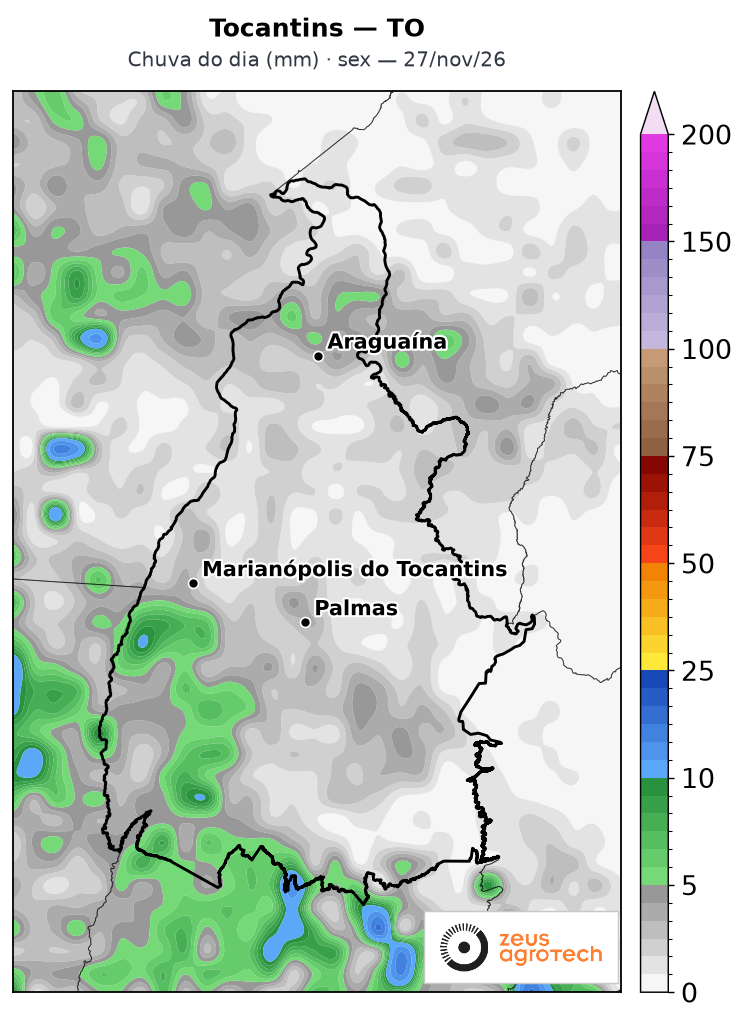 Tocantins — TO
Chuva do dia (mm) · sex — 27/nov/26
200
150
100
75
50
25
10
5
0
Araguaína
Marianópolis do Tocantins
Palmas
zeus
agrotech